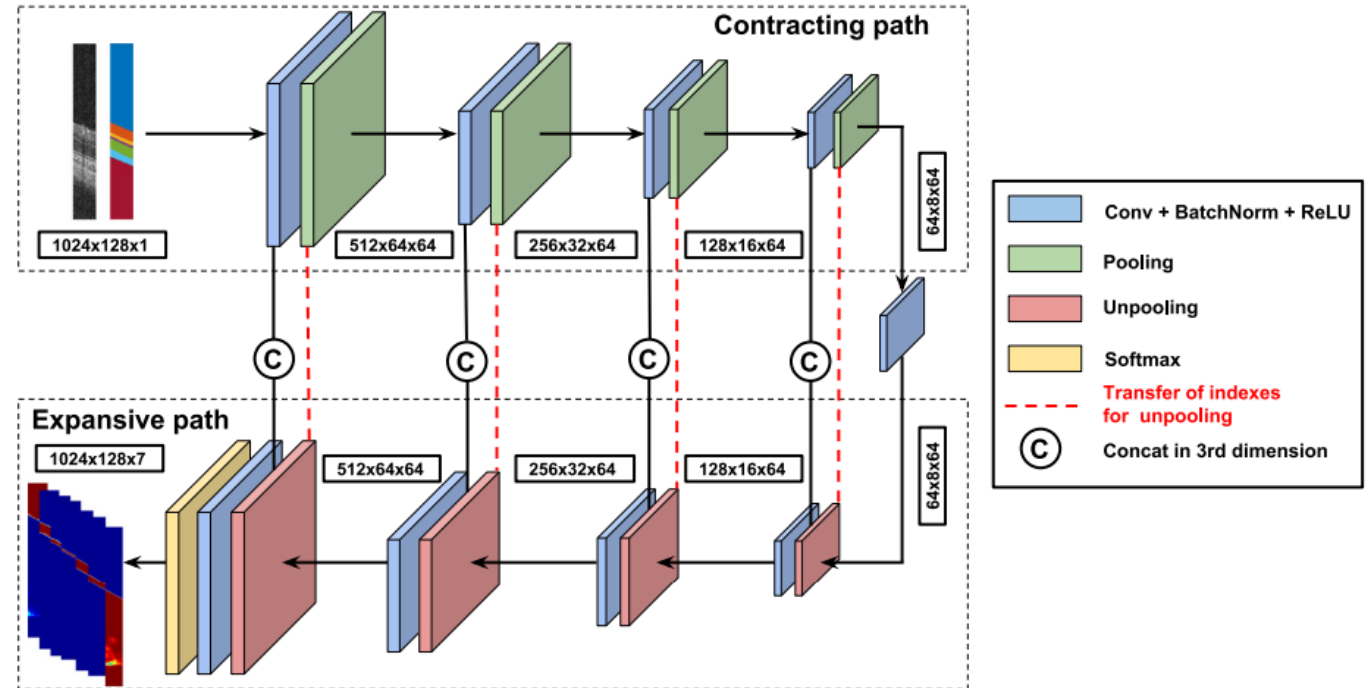 Contracting path
1024x128x1
512x64x64
256x32x64
128x16x64
64x8x64
C
C
C
C
Expansive path
1024x128x7
512x64x64
256x32x64
128x16x64
64x8x64
Conv + BatchNorm + ReLU
Pooling
Unpooling
Softmax
Transfer of indexes
for unpooling
C
Concat in 3rd dimension